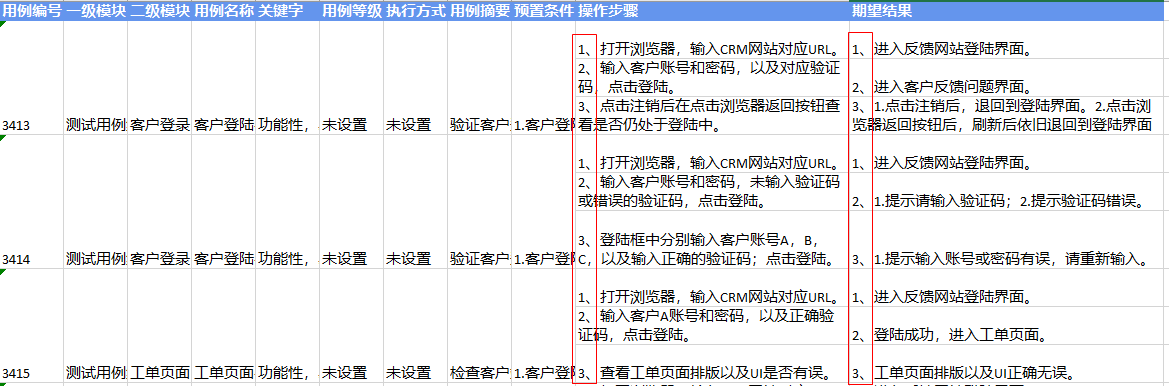 用例编号 一级模块 二级模块 用例名称 关键字 用例等级 执行方式 用例摘要 预置条件 操作步骤 期望结果
1、打开浏览器，输入CRM网站对应URL。 1、进入反馈网站登陆界面。
2、输入客户账号和密码，以及对应验证
码，点击登陆。 2、进入客户反馈问题界面。
3、点击注销后在点击浏览器返回按钮查 3、1.点击注销后，退回到登陆界面。2.点击浏
3413 测试用例 客户登录 客户登陆 功能性， 未设置 未设置 验证客户 1.客户登陆 看是否仍处于登陆中。 览器返回按钮后，刷新后依旧退回到登陆界面
1、打开浏览器，输入CRM网站对应URL。 1、进入反馈网站登陆界面。
2、输入客户账号和密码，未输入验证码
或错误的验证码，点击登陆。 2、1.提示请输入验证码；2.提示验证码错误。
3、登陆框中分别输入客户账号A，B，
3414 测试用例 客户登录 客户登陆 功能性， 未设置 未设置 验证客户 1.客户登陆 C，以及输入正确的验证码；点击登陆。 3、1.提示输入账号或密码有误，请重新输入。
1、打开浏览器，输入CRM网站对应URL。 1、进入反馈网站登陆界面。
2、输入客户A账号和密码，以及正确验
证码，点击登陆。 2、登陆成功，进入工单页面。
3415 测试用例 工单页面 工单页面 功能性， 未设置 未设置 检查客户 1.客户登陆 3、查看工单页面排版以及UI是否有误。 3、工单页面排版以及UI正确无误。